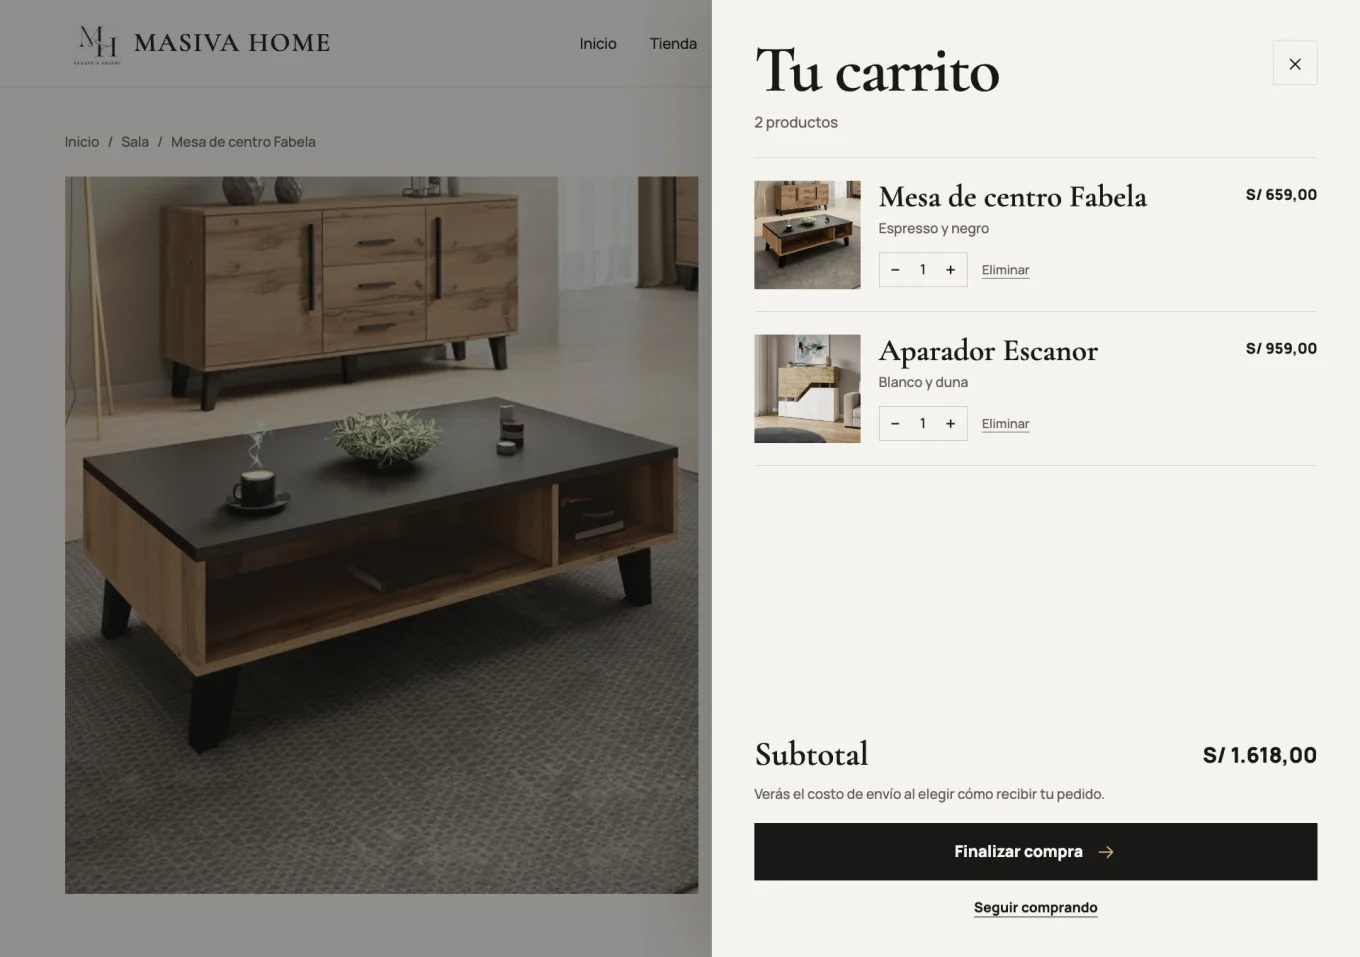 MH
MASIVA HOME
Inicio
Tienda
Inicio / Sala / Mesa de centro Fabela
Tu carrito
2 productos
Mesa de centro Fabela
S/ 659,00
Espresso y negro
− 1 +
Eliminar
Aparador Escanor
S/ 959,00
Blanco y duna
− 1 +
Eliminar
Subtotal
S/ 1.618,00
Verás el costo de envío al elegir cómo recibir tu pedido.
Finalizar compra →
Seguir comprando